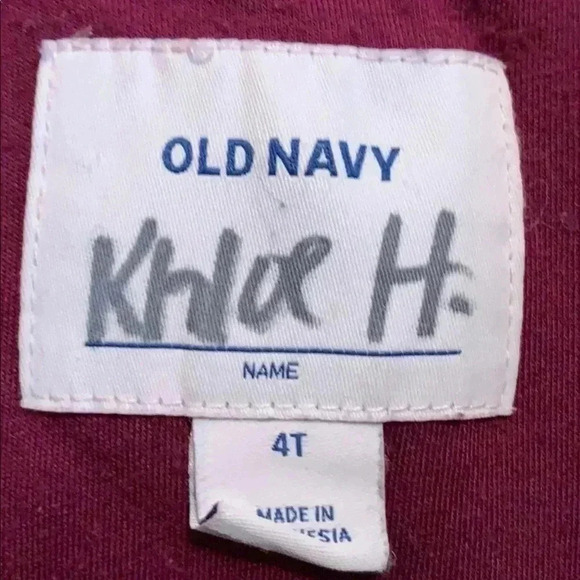 OLD NAVY
Khloe H.
NAME
4T
MADE IN